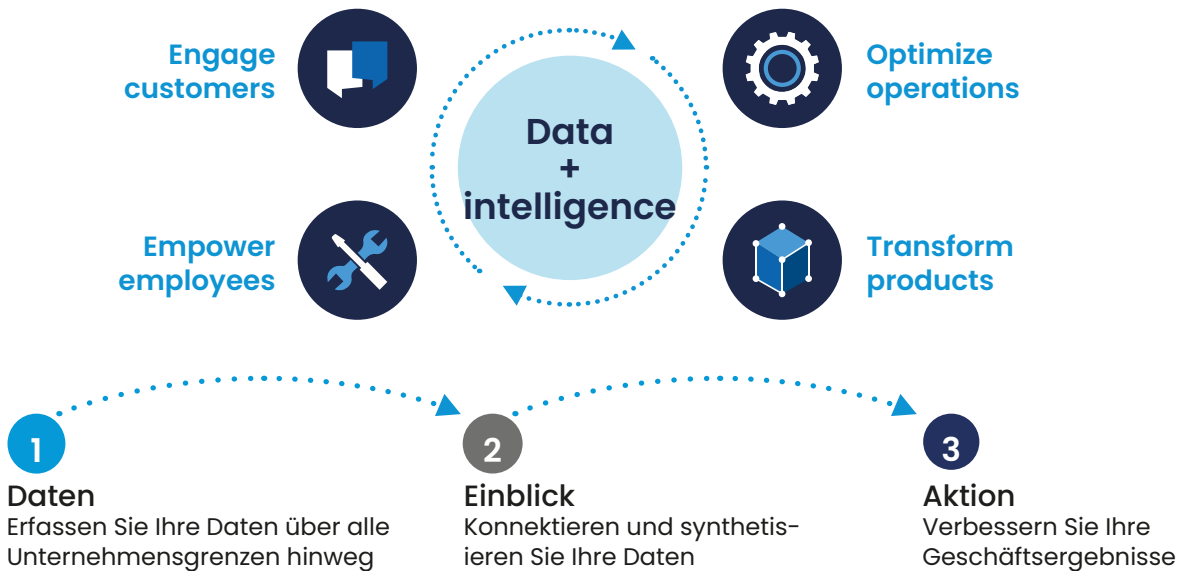 Engage
customers
Optimize
operations
Data
+
intelligence
Empower
employees
Transform
products
1
Daten
Erfassen Sie Ihre Daten über alle
Unternehmensgrenzen hinweg
2
Einblick
Konnektieren und synthetis-
ieren Sie Ihre Daten
3
Aktion
Verbessern Sie Ihre
Geschäftsergebnisse